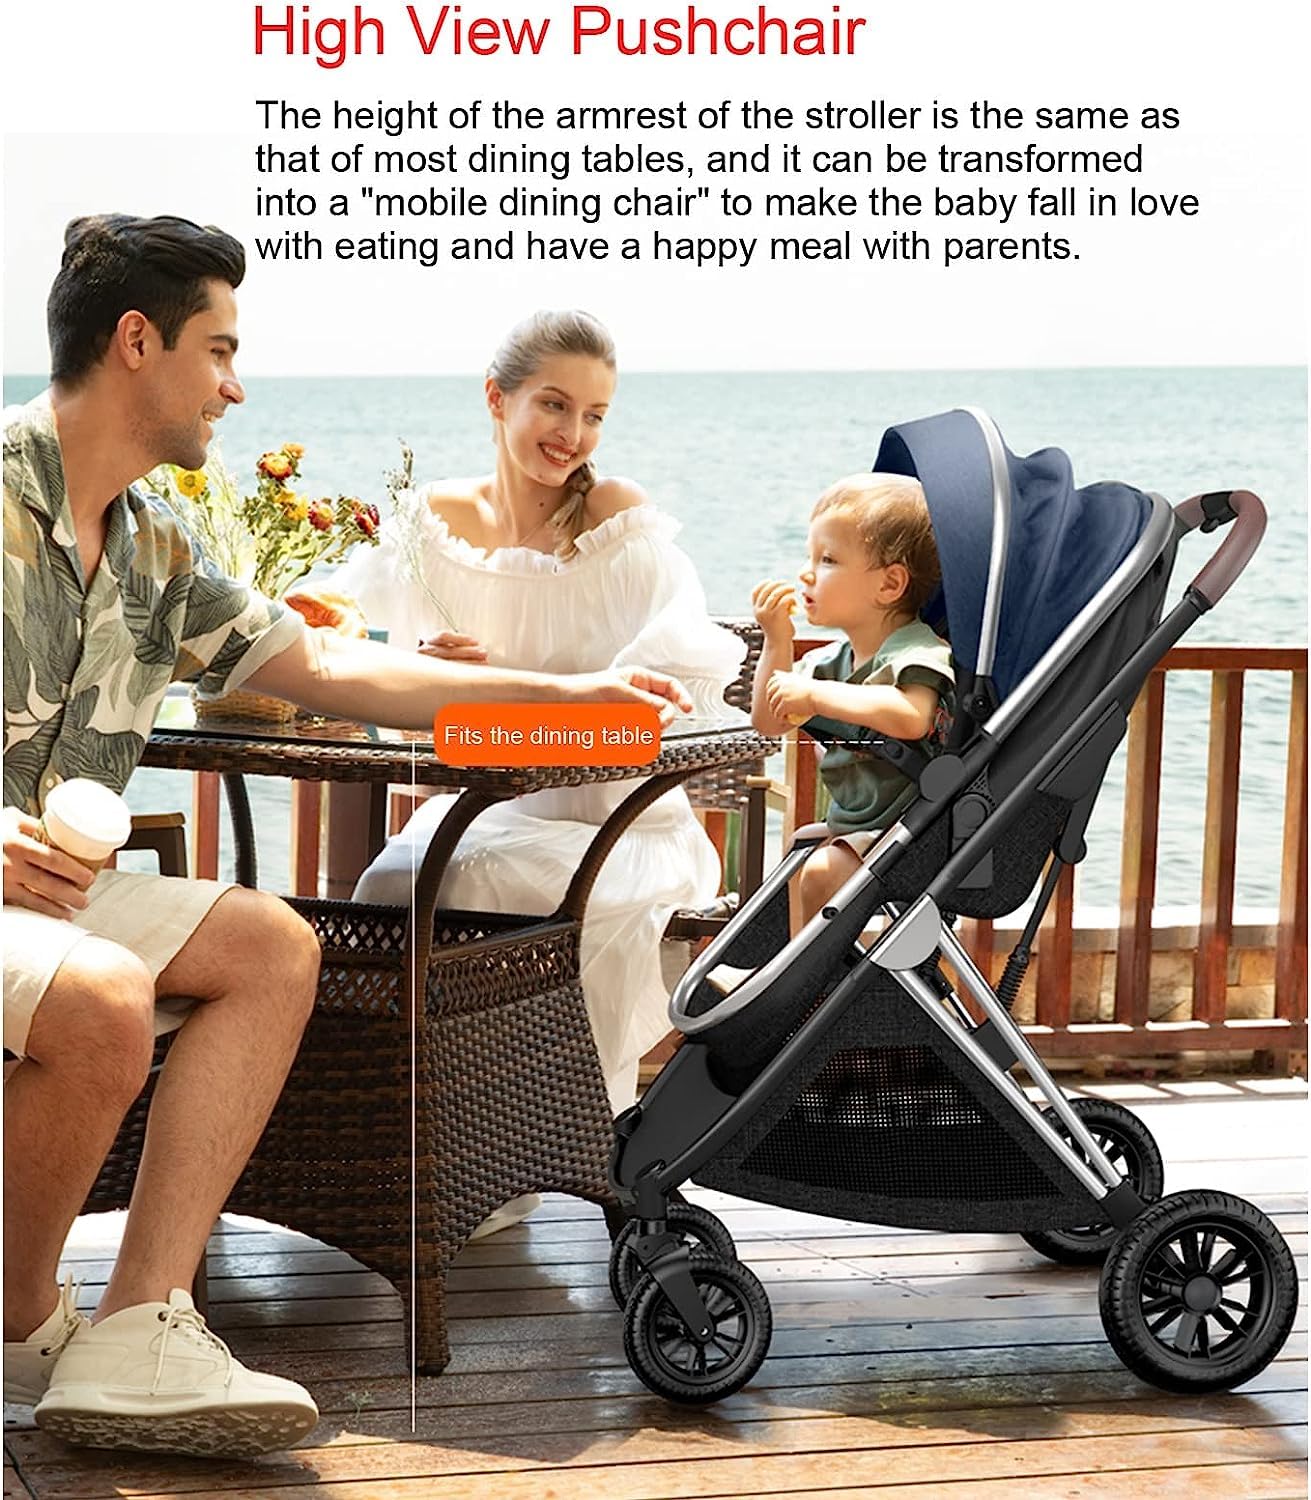 High View Pushchair
The height of the armrest of the stroller is the same as
that of most dining tables, and it can be transformed
into a "mobile dining chair" to make the baby fall in love
with eating and have a happy meal with parents.
Fits the dining table